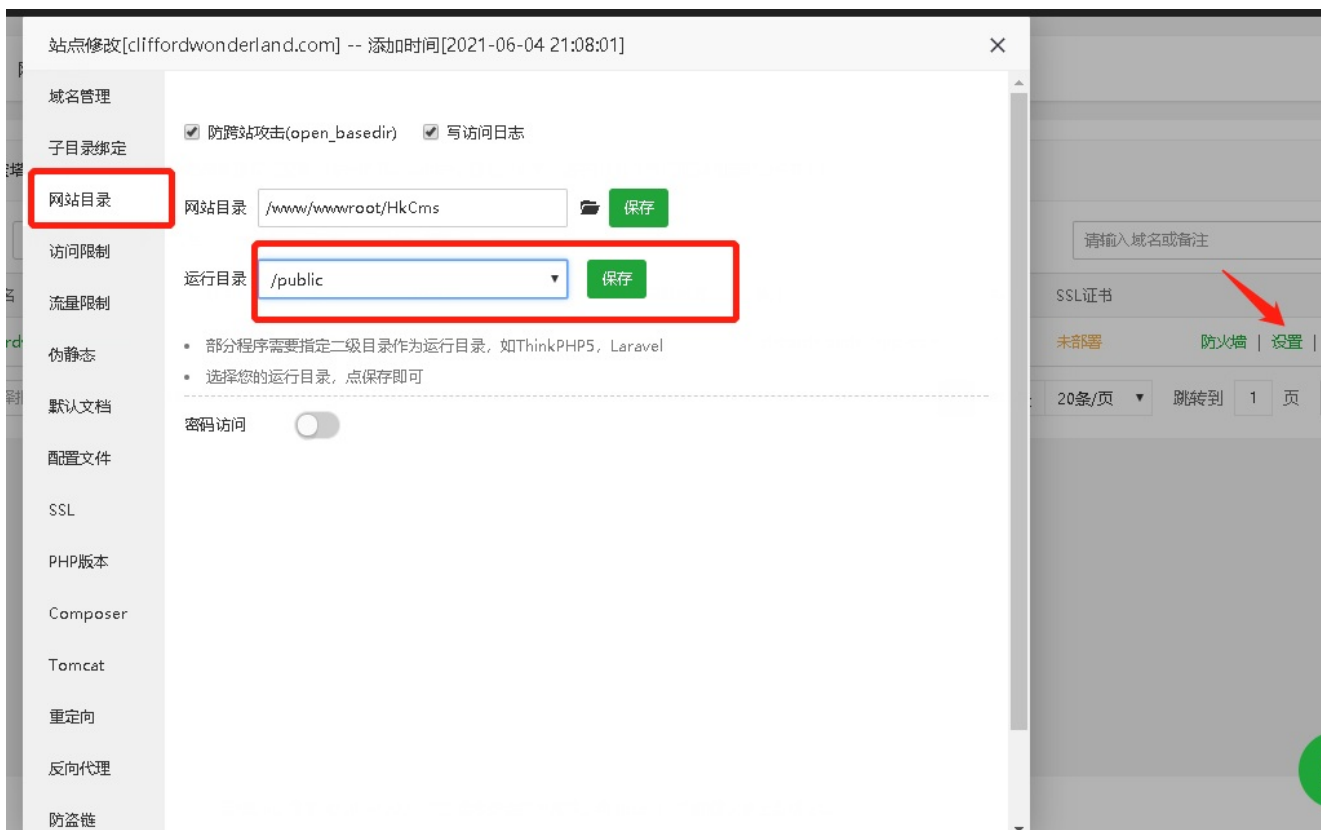 站点修改[cliffordwonderland.com] -- 添加时间[2021-06-04 21:08:01]
域名管理
子目录绑定
网站目录
访问限制
流量限制
伪静态
默认文档
配置文件
SSL
PHP版本
Composer
Tomcat
重定向
反向代理
防盗链
防跨站攻击(open_basedir) 写访问日志
网站目录 /www/wwwroot/HkCms 保存
运行目录 /public 保存
部分程序需要指定二级目录作为运行目录，如ThinkPHP5，Laravel
选择您的运行目录，点保存即可
密码访问
请输入域名或备注
SSL证书
未部署 防火墙 | 设置 |
20条/页 跳转到 1 页